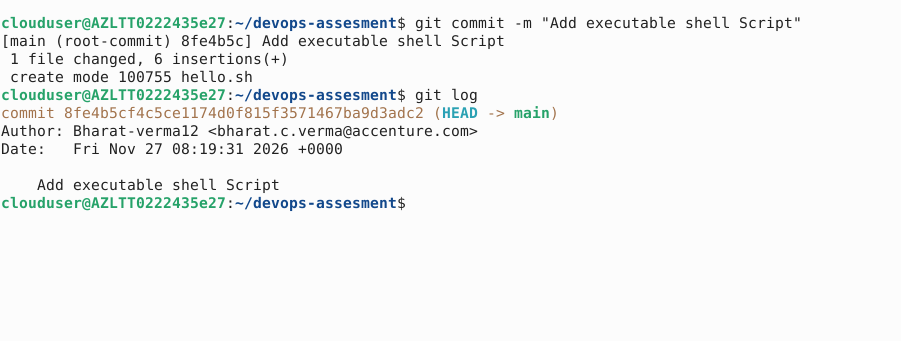 clouduser@AZLTT0222435e27:~/devops-assesment$ git commit -m "Add executable shell Script"
[main (root-commit) 8fe4b5c] Add executable shell Script
 1 file changed, 6 insertions(+)
 create mode 100755 hello.sh
clouduser@AZLTT0222435e27:~/devops-assesment$ git log
commit 8fe4b5cf4c5ce1174d0f815f3571467ba9d3adc2 (HEAD -> main)
Author: Bharat-verma12 <bharat.c.verma@accenture.com>
Date:   Fri Nov 27 08:19:31 2026 +0000

    Add executable shell Script
clouduser@AZLTT0222435e27:~/devops-assesment$